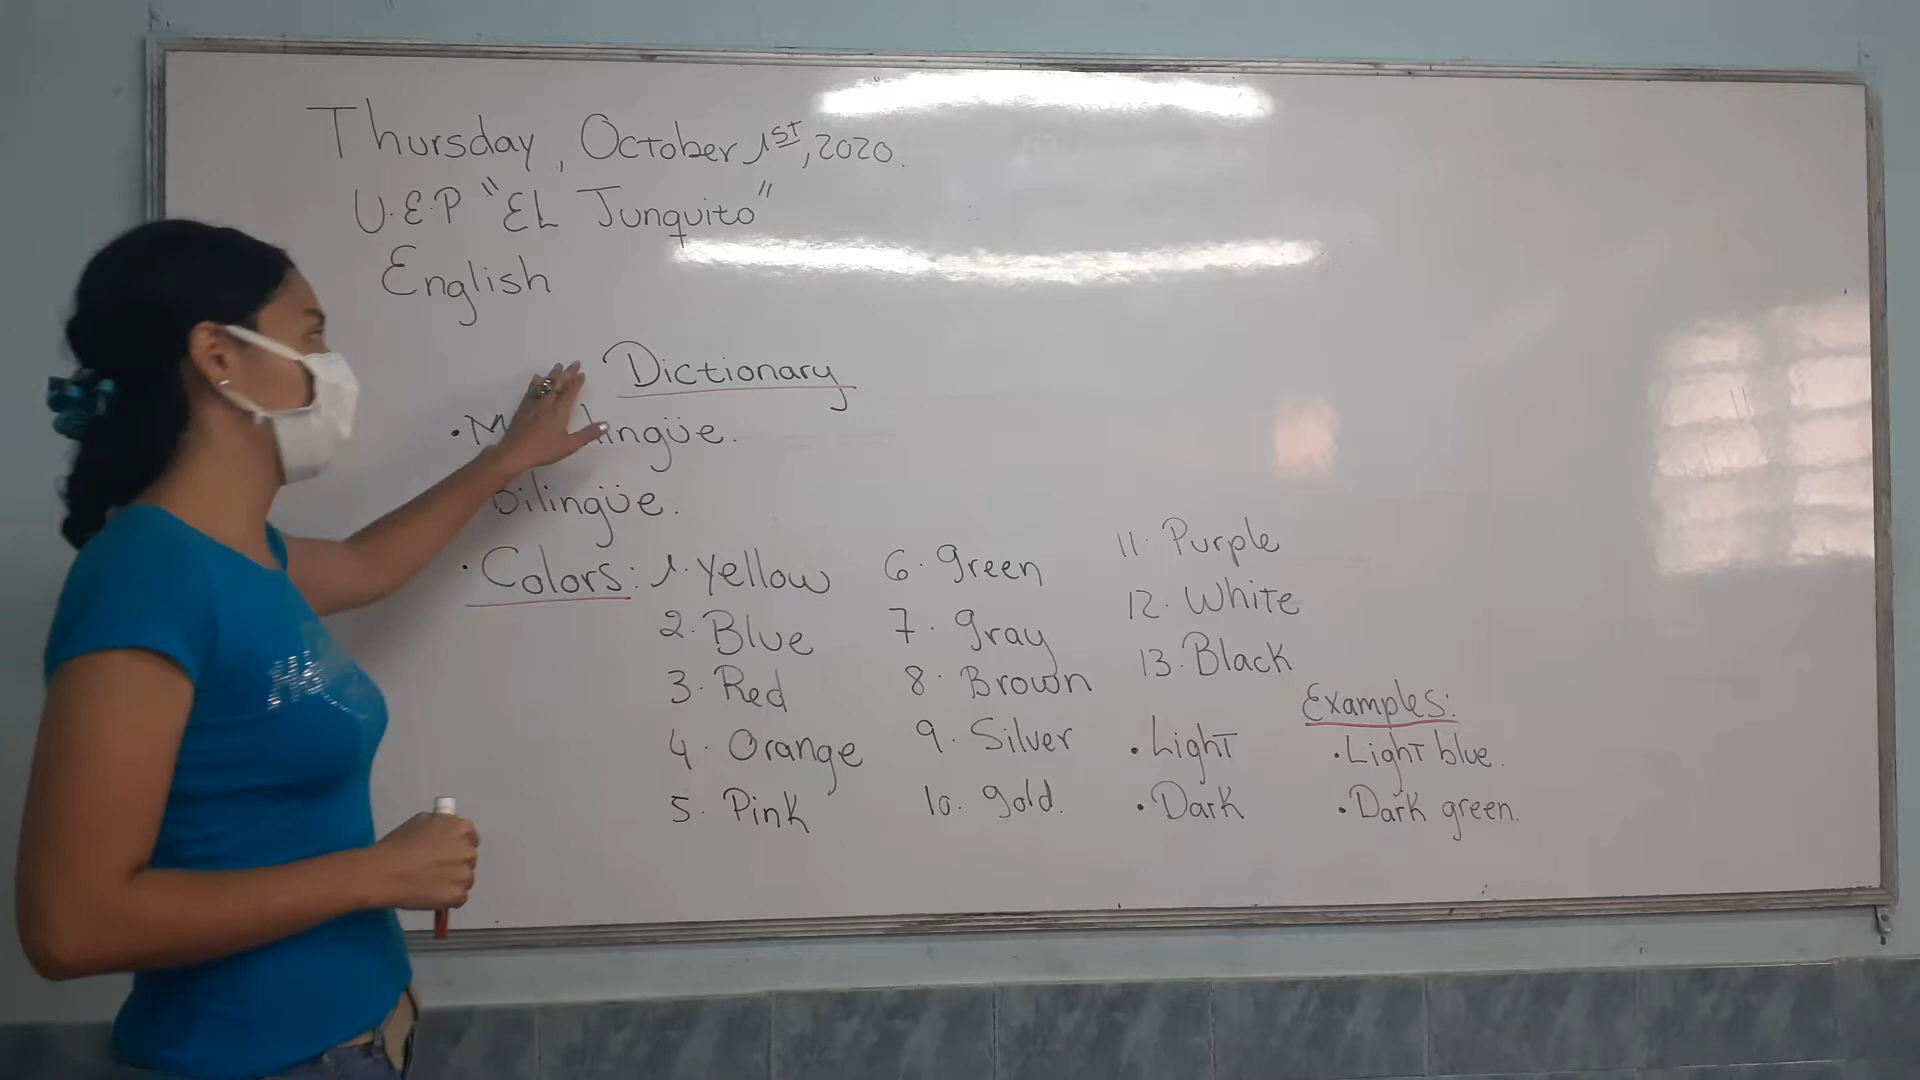 Thursday, October 1st, 2020.
U.E.P "EL Junquito"
English
Dictionary
Bilingüe.
• Colors: 1. Yellow
2. Blue
3. Red
4. Orange
5. Pink
6. green
7. gray
8. Brown
9. Silver
10. gold.
11. Purple
12. White
13. Black
• Light
• Dark
Examples:
• Light blue.
• Dark green.